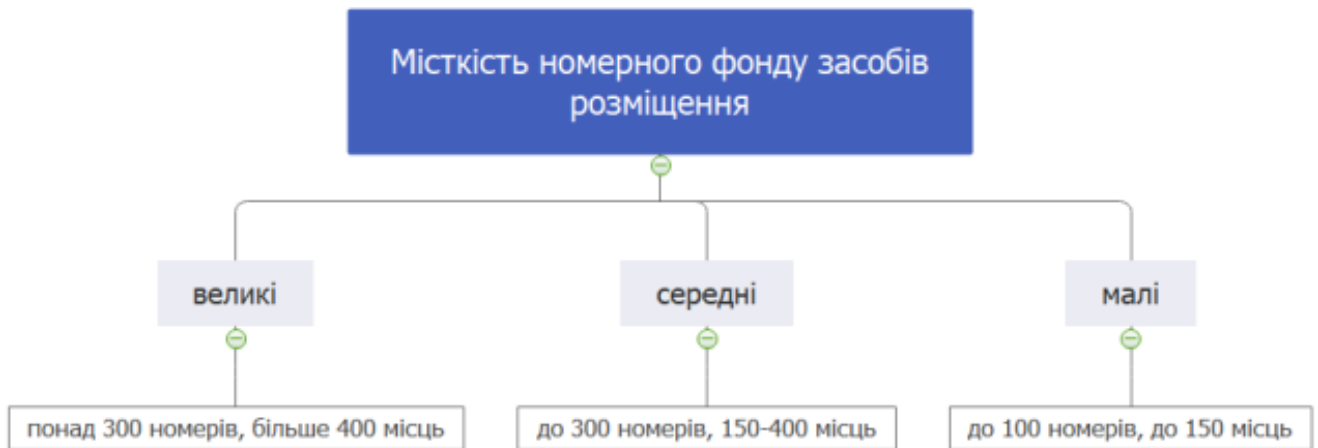 Місткість номерного фонду засобів
розміщення
великі
середні
малі
понад 300 номерів, більше 400 місць
до 300 номерів, 150-400 місць
до 100 номерів, до 150 місць